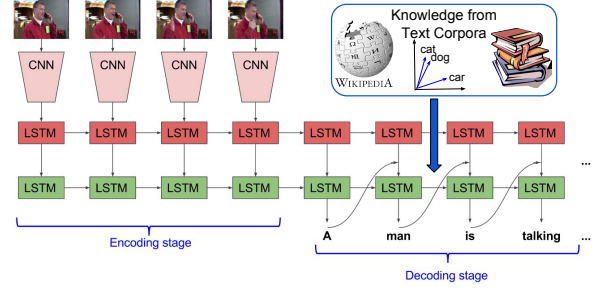 Knowledge from
Text Corpora
cat
dog
car
WIKIPEDIA
CNN CNN CNN CNN
LSTM LSTM LSTM LSTM LSTM LSTM LSTM LSTM
...
LSTM LSTM LSTM LSTM LSTM LSTM LSTM LSTM
A man is talking ...
Encoding stage
Decoding stage